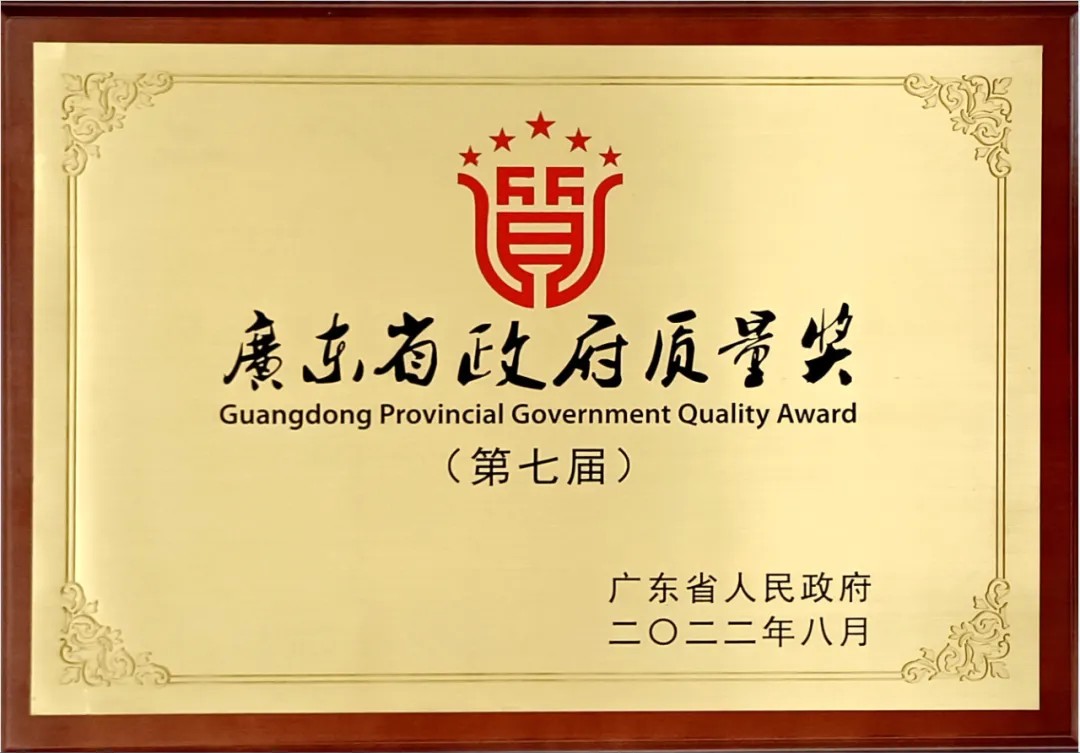 廣东省政府质量奖
Guangdong Provincial Government Quality Award
（第七届）
广东省人民政府
二〇二二年八月